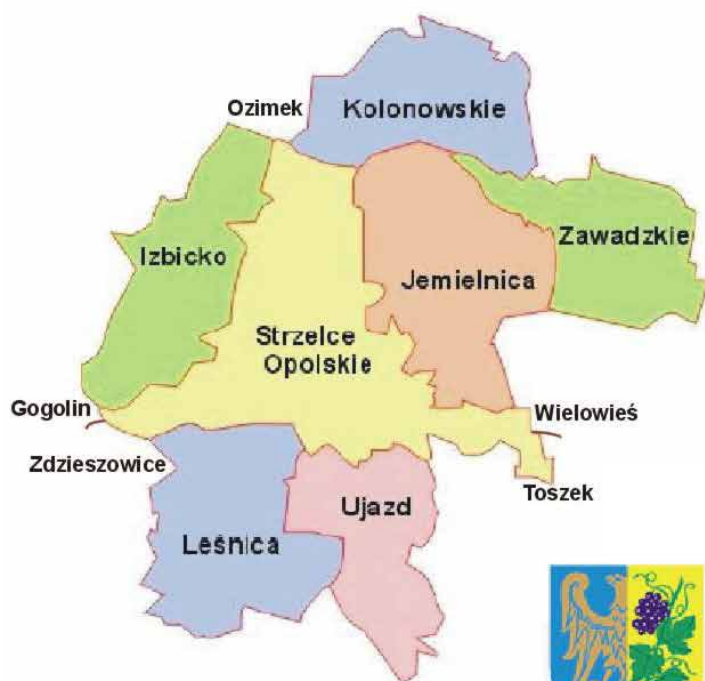 Ozimek
Kolonowskie
Izbicko
Zawadzkie
Jemielnica
Strzelce
Opolskie
Gogolin
Wielowieś
Zdzieszowice
Toszek
Ujazd
Leśnica